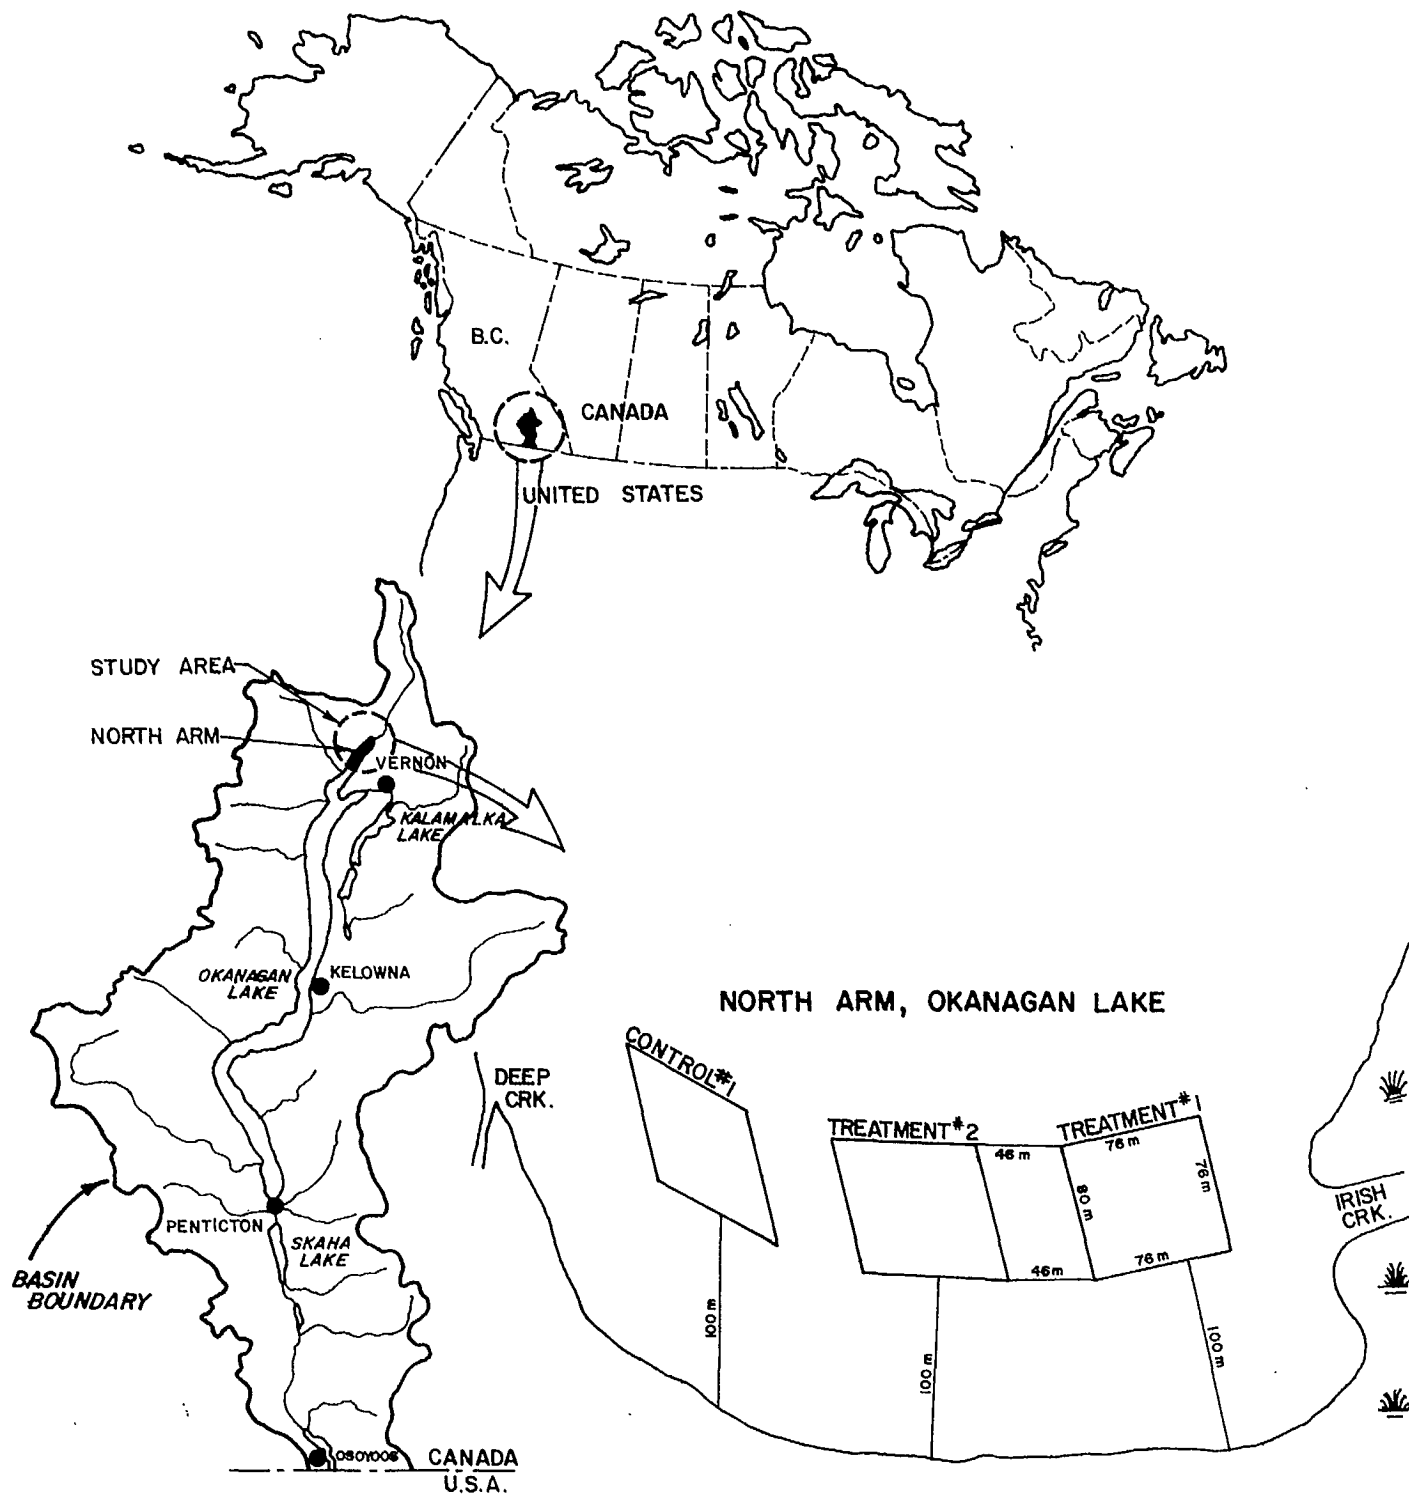 B.C.
CANADA
UNITED STATES
STUDY AREA
NORTH ARM
VERNON
KALAMALKA
LAKE
OKANAGAN
LAKE
KELOWNA
NORTH ARM, OKANAGAN LAKE
DEEP
CRK.
CONTROL #1
TREATMENT #2
TREATMENT #1
46 m
76 m
76 m
80 m
46 m
76 m
IRISH
CRK.
100 m
100 m
100 m
PENTICTON
SKAHA
LAKE
BASIN
BOUNDARY
OSOYOOS
CANADA
U.S.A.